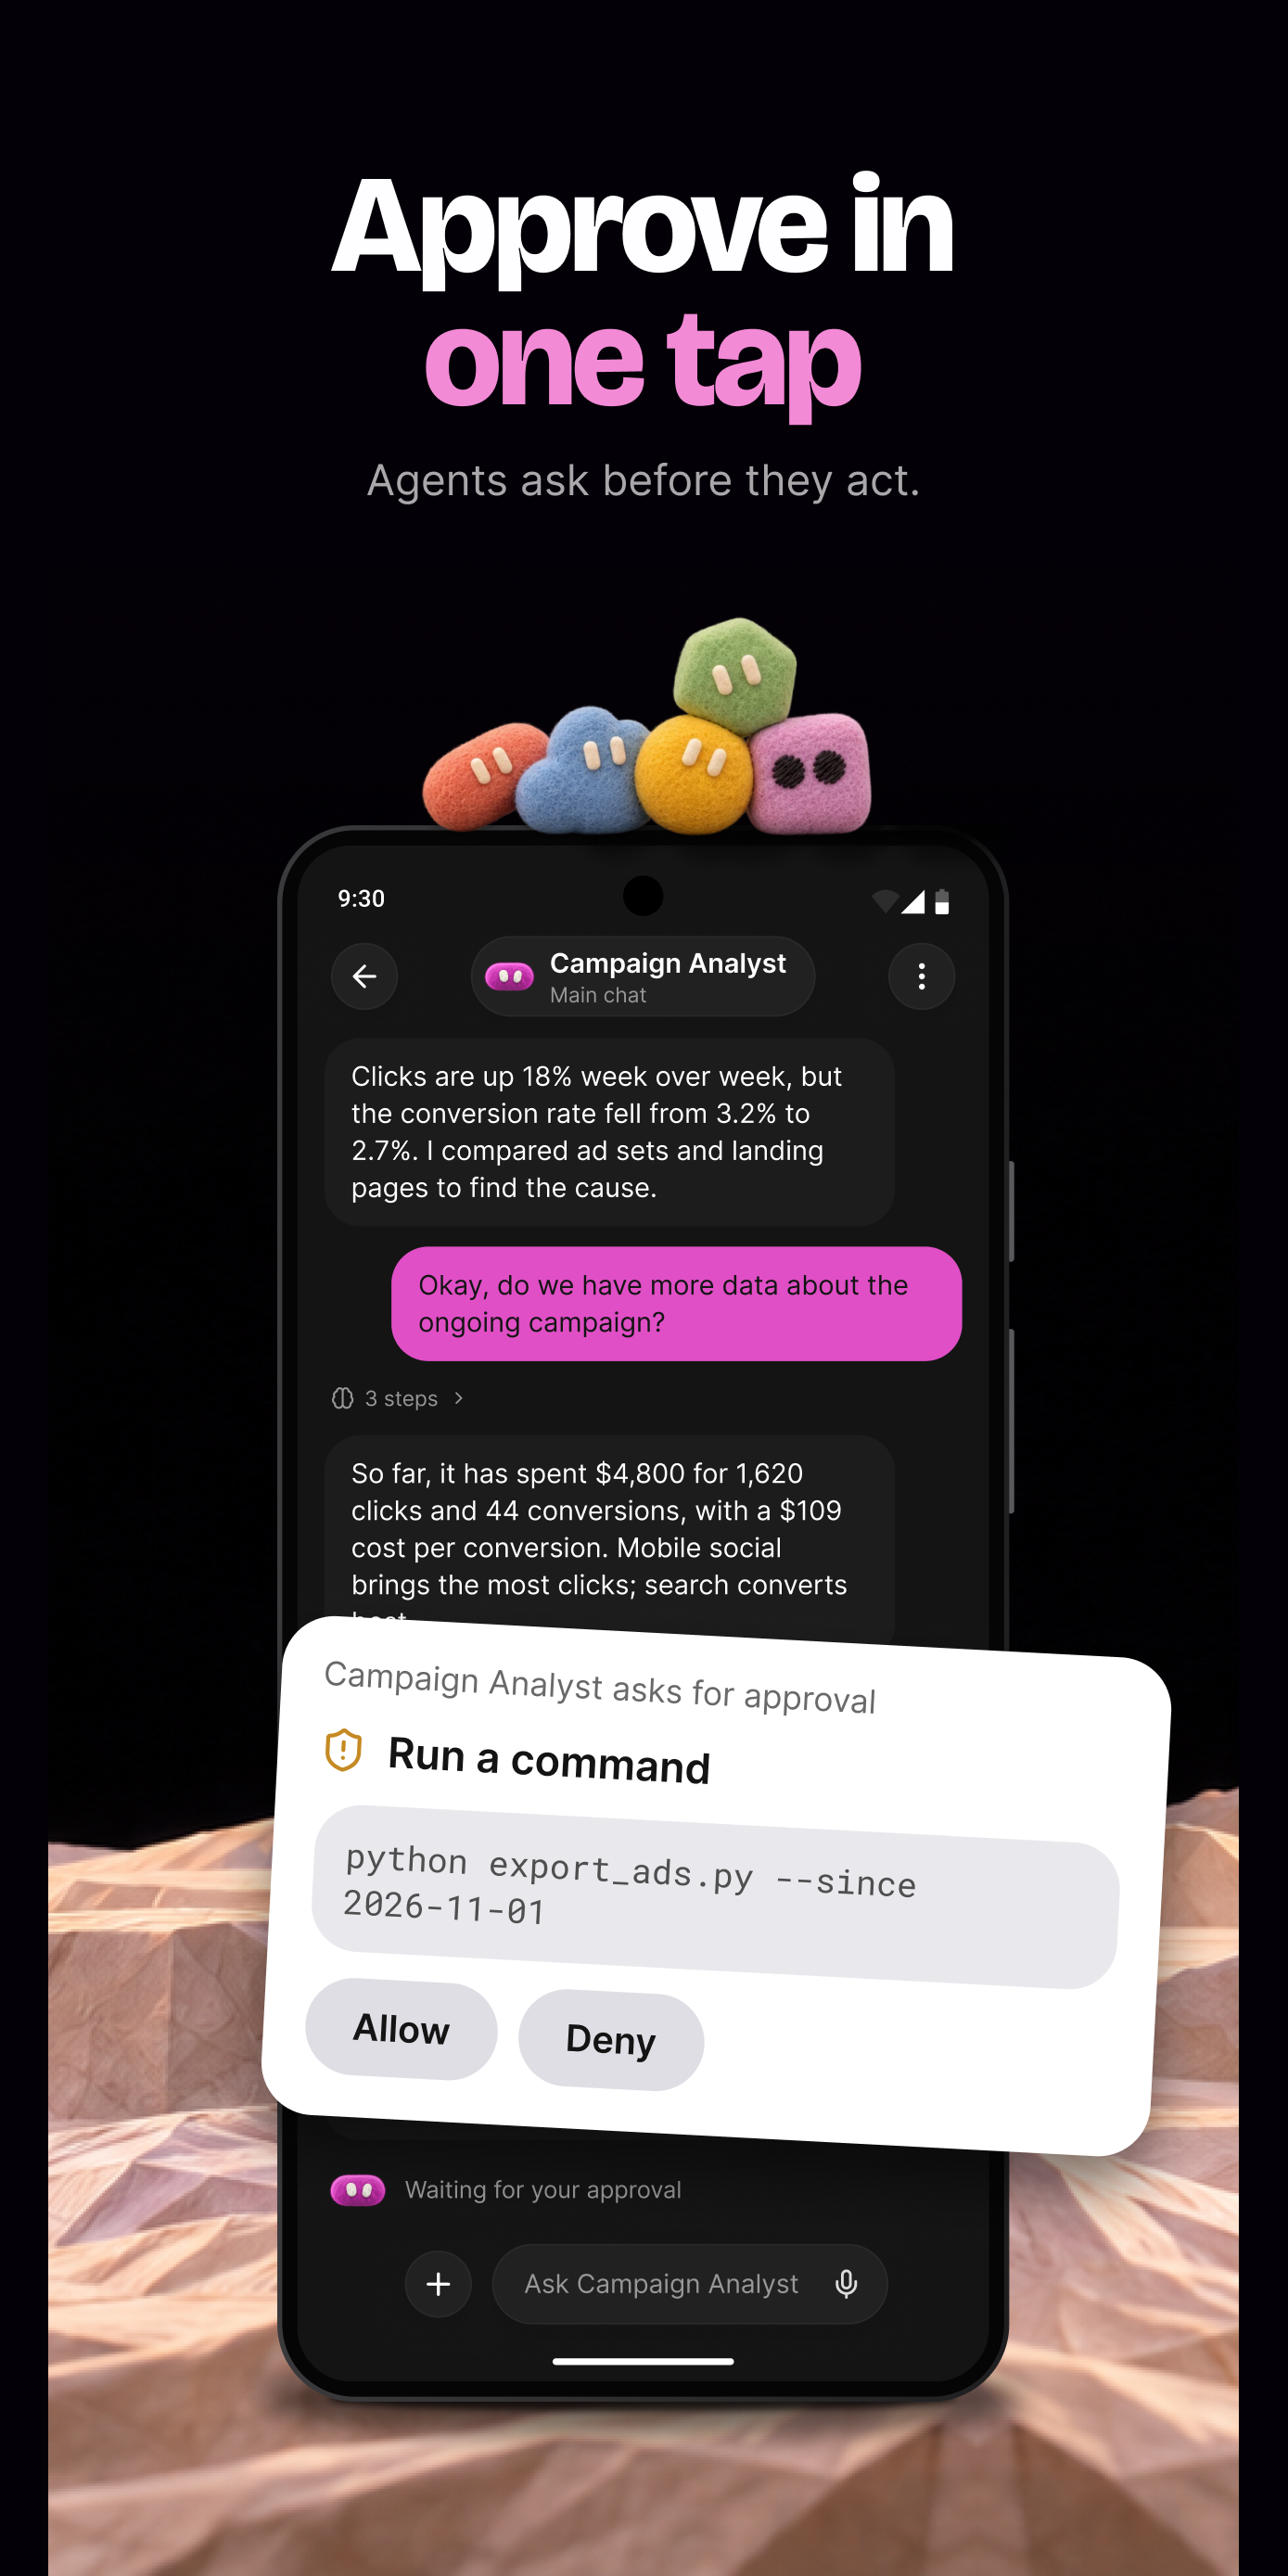 Approve in
one tap
Agents ask before they act.
9:30
Campaign Analyst
Main chat
Clicks are up 18% week over week, but
the conversion rate fell from 3.2% to
2.7%. I compared ad sets and landing
pages to find the cause.
Okay, do we have more data about the
ongoing campaign?
3 steps
So far, it has spent $4,800 for 1,620
clicks and 44 conversions, with a $109
cost per conversion. Mobile social
brings the most clicks; search converts
best.
Campaign Analyst asks for approval
Run a command
python export_ads.py --since
2026-11-01
Allow
Deny
Waiting for your approval
Ask Campaign Analyst